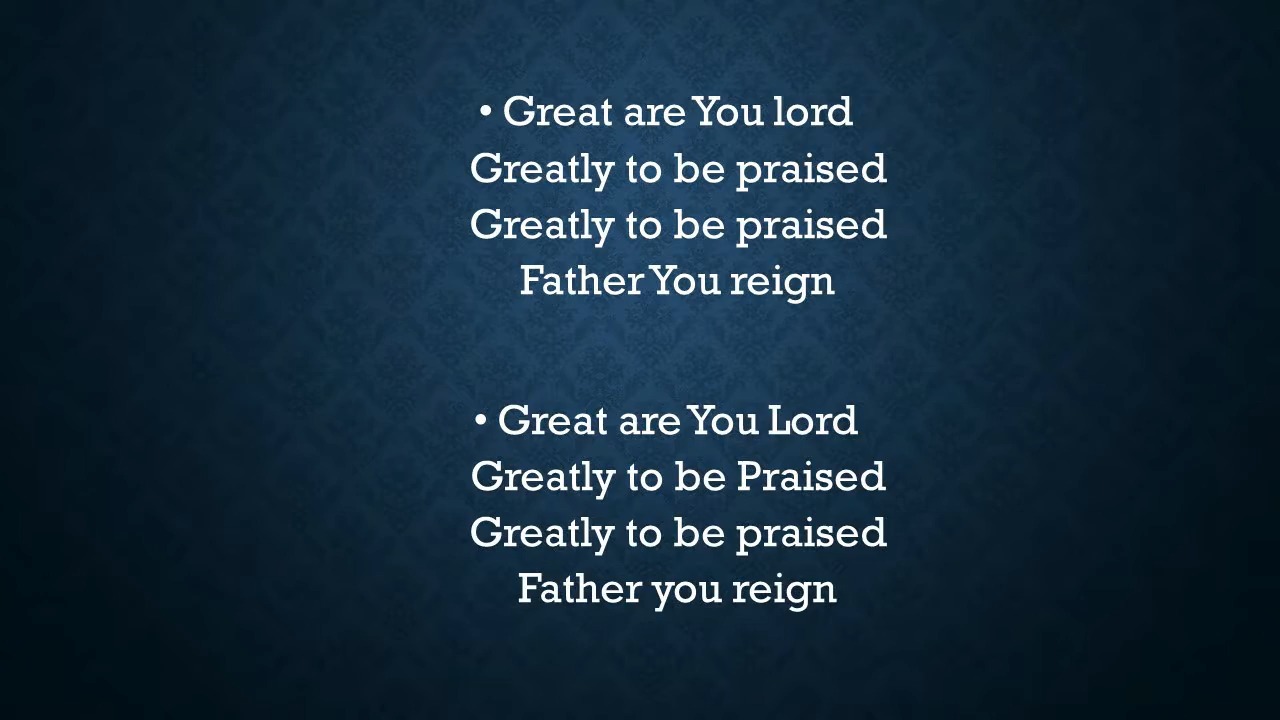 • Great are You lord
Greatly to be praised
Greatly to be praised
Father You reign
• Great are You Lord
Greatly to be Praised
Greatly to be praised
Father you reign